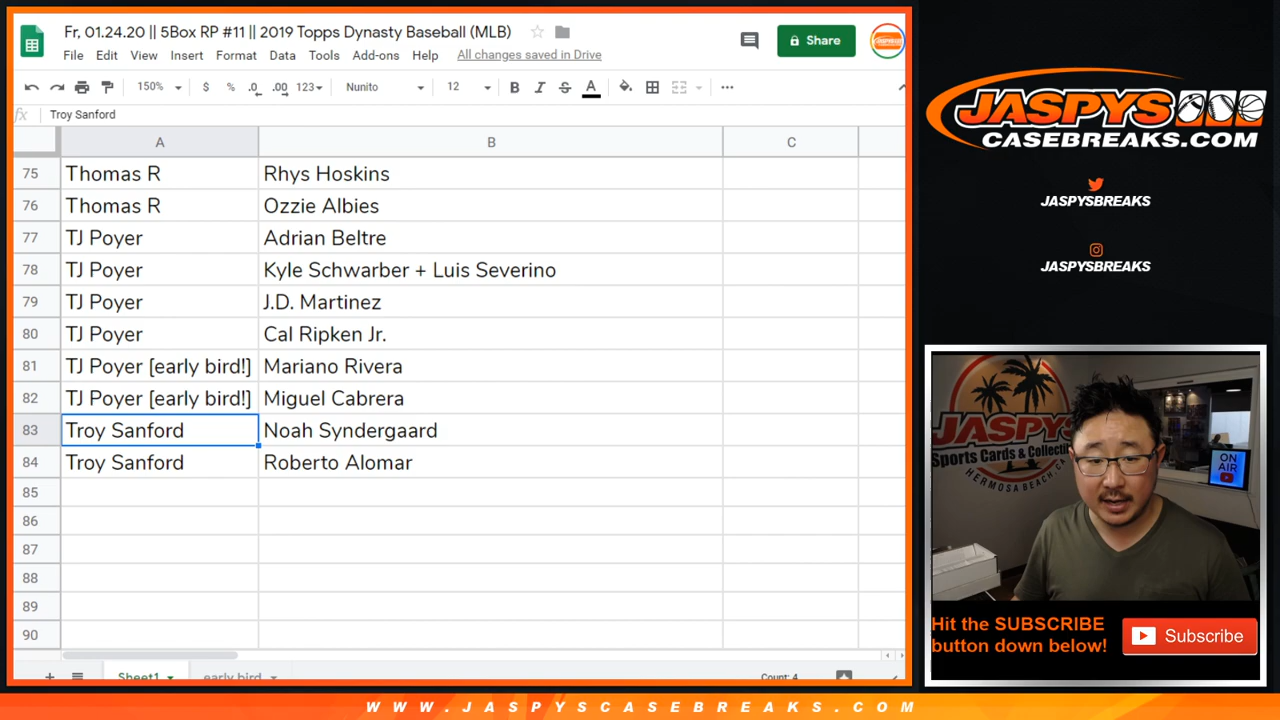 Fr, 01.24.20 || 5Box RP #11 || 2019 Topps Dynasty Baseball (MLB)
File Edit View Insert Format Data Tools Add-ons Help All changes saved in Drive
Share
150% $ % .0 .00 123 Nunito 12 B I S A
fx Troy Sanford
A B C
75 Thomas R Rhys Hoskins
76 Thomas R Ozzie Albies
77 TJ Poyer Adrian Beltre
78 TJ Poyer Kyle Schwarber + Luis Severino
79 TJ Poyer J.D. Martinez
80 TJ Poyer Cal Ripken Jr.
81 TJ Poyer [early bird!] Mariano Rivera
82 TJ Poyer [early bird!] Miguel Cabrera
83 Troy Sanford Noah Syndergaard
84 Troy Sanford Roberto Alomar
85
86
87
88
89
90
Sheet1 early bird Count: 4
JASPYS
CASEBREAKS.COM
JASPYSBREAKS
JASPYSBREAKS
JASPYS
Sports Cards & Collectib
HERMOSA BEACH, CA
ON
AIR
Hit the SUBSCRIBE
button down below!
Subscribe
WWW.JASPYSCASEBREAKS.COM